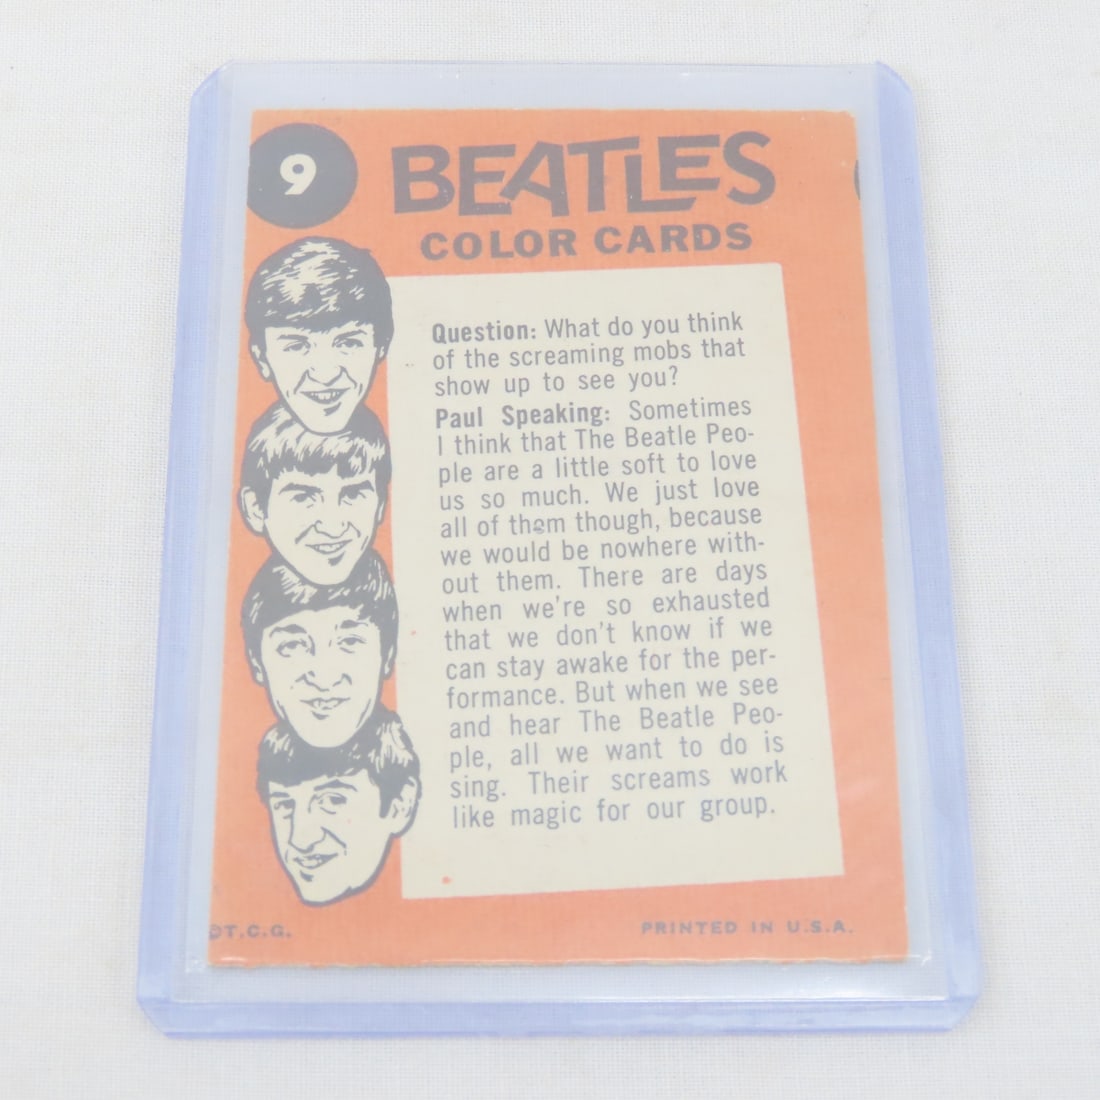 9
BEATLES
COLOR CARDS
Question: What do you think
of the screaming mobs that
show up to see you?
Paul Speaking: Sometimes
I think that The Beatle Peo-
ple are a little soft to love
us so much. We just love
all of them though, because
we would be nowhere with-
out them. There are days
when we're so exhausted
that we don't know if we
can stay awake for the per-
formance. But when we see
and hear The Beatle Peo-
ple, all we want to do is
sing. Their screams work
like magic for our group.
©T.C.G.
PRINTED IN U.S.A.